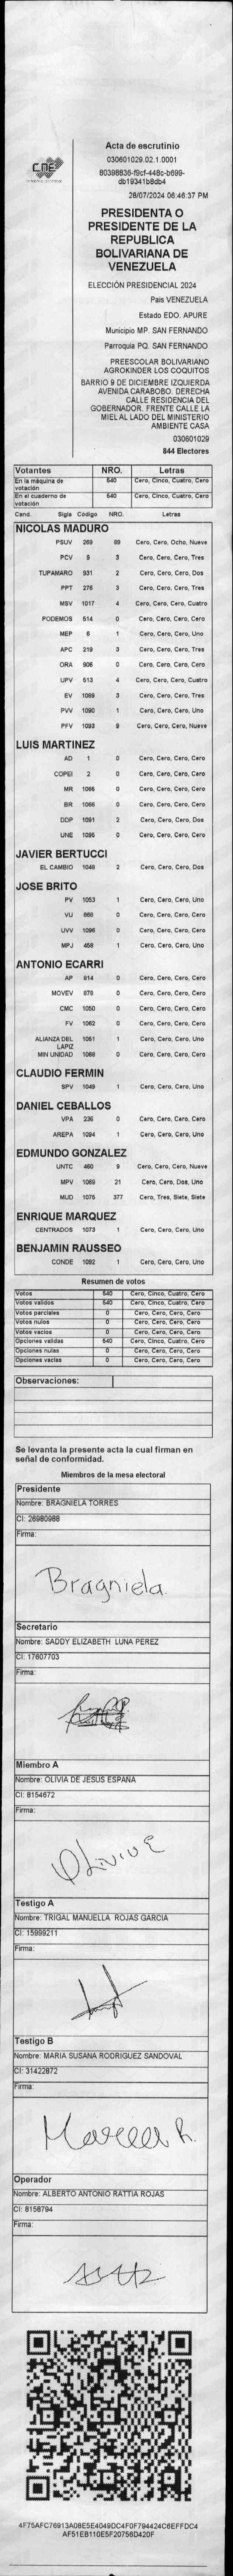 CNE
Acta de escrutinio
030601029.02.1.0001
80398836-f9cf-448c-b699-
db19341b8db4
28/07/2024 06:46:37 PM
PRESIDENTA O
PRESIDENTE DE LA
REPUBLICA
BOLIVARIANA DE
VENEZUELA
ELECCIÓN PRESIDENCIAL 2024
Pais VENEZUELA
Estado EDO. APURE
Municipio MP. SAN FERNANDO
Parroquia PQ. SAN FERNANDO
PREESCOLAR BOLIVARIANO
AGROKINDER LOS COQUITOS
BARRIO 9 DE DICIEMBRE IZQUIERDA
AVENIDA CARABOBO. DERECHA
CALLE RESIDENCIA DEL
GOBERNADOR. FRENTE CALLE LA
MIEL AL LADO DEL MINISTERIO
AMBIENTE CASA
030601029
844 Electores
Votantes NRO. Letras
En la máquina de votación 540 Cero, Cinco, Cuatro, Cero
En el cuaderno de votación 540 Cero, Cinco, Cuatro, Cero
Cand. Sigla Código NRO. Letras
NICOLAS MADURO
PSUV 269 89 Cero, Cero, Ocho, Nueve
PCV 9 3 Cero, Cero, Cero, Tres
TUPAMARO 931 2 Cero, Cero, Cero, Dos
PPT 276 3 Cero, Cero, Cero, Tres
MSV 1017 4 Cero, Cero, Cero, Cuatro
PODEMOS 514 0 Cero, Cero, Cero, Cero
MEP 6 1 Cero, Cero, Cero, Uno
APC 219 3 Cero, Cero, Cero, Tres
ORA 906 0 Cero, Cero, Cero, Cero
UPV 513 4 Cero, Cero, Cero, Cuatro
EV 1089 3 Cero, Cero, Cero, Tres
PVV 1090 1 Cero, Cero, Cero, Uno
PFV 1093 9 Cero, Cero, Cero, Nueve
LUIS MARTINEZ
AD 1 0 Cero, Cero, Cero, Cero
COPEI 2 0 Cero, Cero, Cero, Cero
MR 1065 0 Cero, Cero, Cero, Cero
BR 1066 0 Cero, Cero, Cero, Cero
DDP 1091 2 Cero, Cero, Cero, Dos
UNE 1095 0 Cero, Cero, Cero, Cero
JAVIER BERTUCCI
EL CAMBIO 1048 2 Cero, Cero, Cero, Dos
JOSE BRITO
PV 1053 1 Cero, Cero, Cero, Uno
VU 868 0 Cero, Cero, Cero, Cero
UVV 1096 0 Cero, Cero, Cero, Cero
MPJ 458 1 Cero, Cero, Cero, Uno
ANTONIO ECARRI
AP 914 0 Cero, Cero, Cero, Cero
MOVEV 978 0 Cero, Cero, Cero, Cero
CMC 1050 0 Cero, Cero, Cero, Cero
FV 1062 0 Cero, Cero, Cero, Cero
ALIANZA DEL LAPIZ 1051 1 Cero, Cero, Cero, Uno
MIN UNIDAD 1068 0 Cero, Cero, Cero, Cero
CLAUDIO FERMIN
SPV 1049 1 Cero, Cero, Cero, Uno
DANIEL CEBALLOS
VPA 236 0 Cero, Cero, Cero, Cero
AREPA 1094 1 Cero, Cero, Cero, Uno
EDMUNDO GONZALEZ
UNTC 460 9 Cero, Cero, Cero, Nueve
MPV 1069 21 Cero, Cero, Dos, Uno
MUD 1075 377 Cero, Tres, Siete, Siete
ENRIQUE MARQUEZ
CENTRADOS 1073 1 Cero, Cero, Cero, Uno
BENJAMIN RAUSSEO
CONDE 1092 1 Cero, Cero, Cero, Uno
Resumen de votos
Votos 540 Cero, Cinco, Cuatro, Cero
Votos validos 540 Cero, Cinco, Cuatro, Cero
Votos parciales 0 Cero, Cero, Cero, Cero
Votos nulos 0 Cero, Cero, Cero, Cero
Votos vacios 0 Cero, Cero, Cero, Cero
Opciones validas 540 Cero, Cinco, Cuatro, Cero
Opciones nulas 0 Cero, Cero, Cero, Cero
Opciones vacias 0 Cero, Cero, Cero, Cero
Observaciones:
Se levanta la presente acta la cual firman en
señal de conformidad.
Miembros de la mesa electoral
Presidente
Nombre: BRAGNIELA TORRES
CI: 26980988
Firma:
Bragniela
Secretario
Nombre: SADDY ELIZABETH LUNA PEREZ
CI: 17607703
Firma:
Miembro A
Nombre: OLIVIA DE JESUS ESPAÑA
CI: 8154672
Firma:
Testigo A
Nombre: TRIGAL MANUELLA ROJAS GARCIA
CI: 15999211
Firma:
Testigo B
Nombre: MARIA SUSANA RODRIGUEZ SANDOVAL
CI: 31422872
Firma:
Operador
Nombre: ALBERTO ANTONIO RATTIA ROJAS
CI: 8158794
Firma:
4F75AFC76913A08E5E4049DC4F0F794424C6EFFDC4
AF51EB110E5F20756D420F